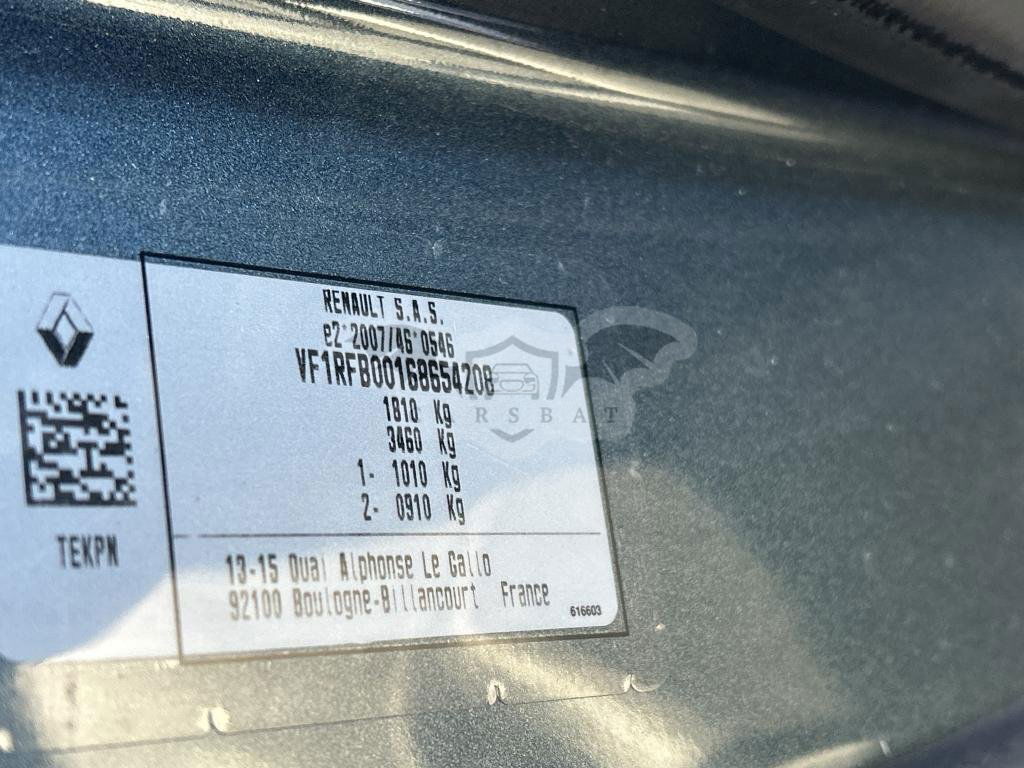 RENAULT S.A.S.
e2*2007/46*0546
VF1RFB00168654208
1810 Kg
3460 Kg
1- 1010 Kg
2- 0910 Kg
TEKPN
13-15 Quai Alphonse Le Gallo
92100 Boulogne-Billancourt France
616603
RSBAT